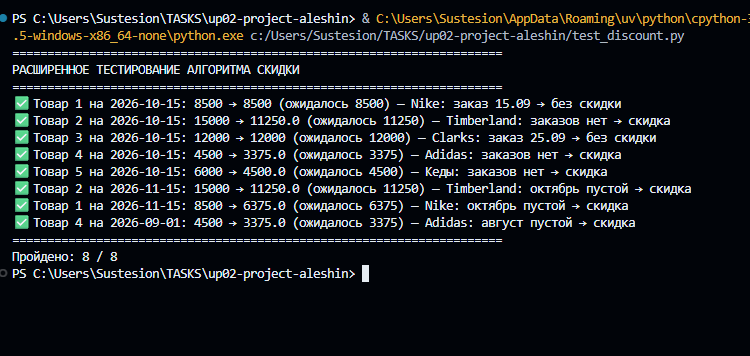 PS C:\Users\Sustesion\TASKS\up02-project-aleshin> & C:\Users\Sustesion\AppData\Roaming\uv\python\cpython-3
.5-windows-x86_64-none\python.exe c:/Users/Sustesion/TASKS/up02-project-aleshin/test_discount.py
======================================================================
РАСШИРЕННОЕ ТЕСТИРОВАНИЕ АЛГОРИТМА СКИДКИ
======================================================================
✅ Товар 1 на 2026-10-15: 8500 → 8500 (ожидалось 8500) — Nike: заказ 15.09 → без скидки
✅ Товар 2 на 2026-10-15: 15000 → 11250.0 (ожидалось 11250) — Timberland: заказов нет → скидка
✅ Товар 3 на 2026-10-15: 12000 → 12000 (ожидалось 12000) — Clarks: заказ 25.09 → без скидки
✅ Товар 4 на 2026-10-15: 4500 → 3375.0 (ожидалось 3375) — Adidas: заказов нет → скидка
✅ Товар 5 на 2026-10-15: 6000 → 4500.0 (ожидалось 4500) — Кеды: заказов нет → скидка
✅ Товар 2 на 2026-11-15: 15000 → 11250.0 (ожидалось 11250) — Timberland: октябрь пустой → скидка
✅ Товар 1 на 2026-11-15: 8500 → 6375.0 (ожидалось 6375) — Nike: октябрь пустой → скидка
✅ Товар 4 на 2026-09-01: 4500 → 3375.0 (ожидалось 3375) — Adidas: август пустой → скидка
======================================================================
Пройдено: 8 / 8
PS C:\Users\Sustesion\TASKS\up02-project-aleshin>